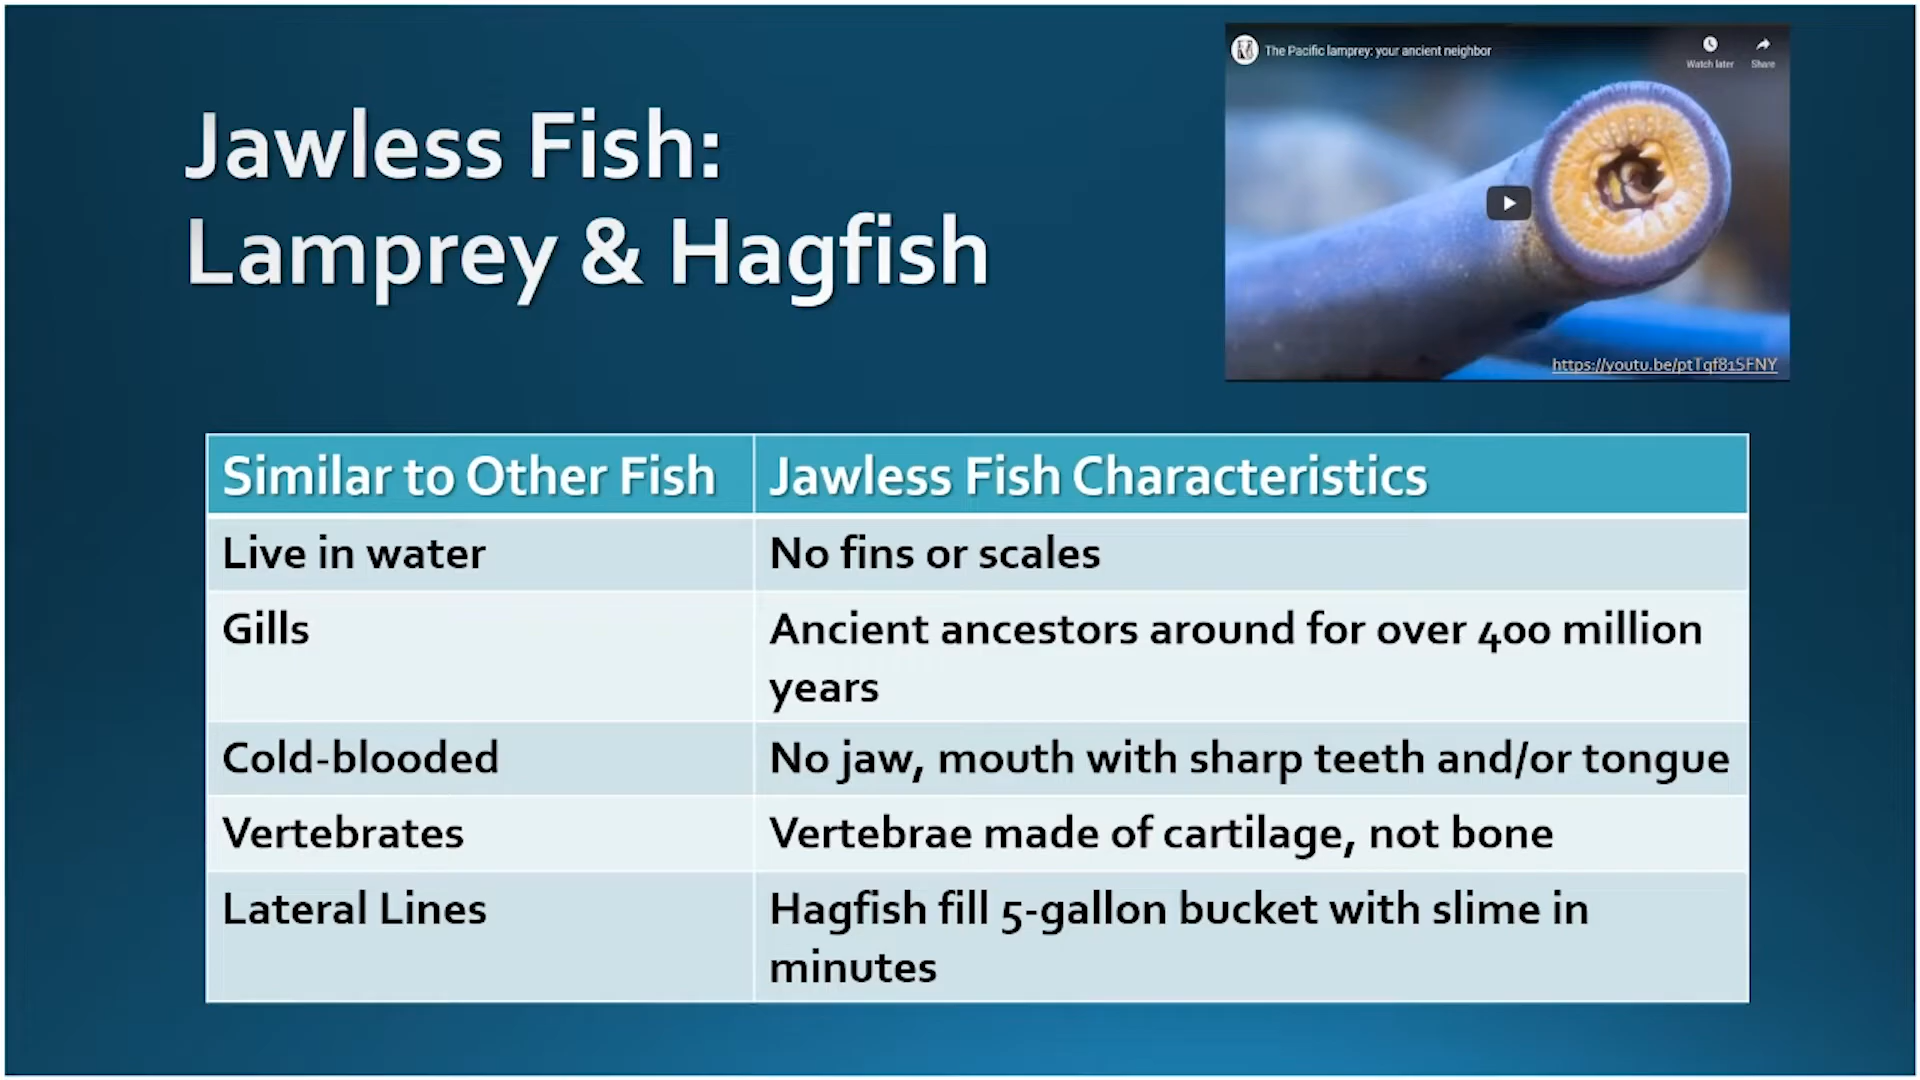 Jawless Fish:
Lamprey & Hagfish
The Pacific lamprey: your ancient neighbor
Watch later
Share
https://youtu.be/ptTqf81SFNY
Similar to Other Fish
Jawless Fish Characteristics
Live in water
No fins or scales
Gills
Ancient ancestors around for over 400 million
years
Cold-blooded
No jaw, mouth with sharp teeth and/or tongue
Vertebrates
Vertebrae made of cartilage, not bone
Lateral Lines
Hagfish fill 5-gallon bucket with slime in
minutes